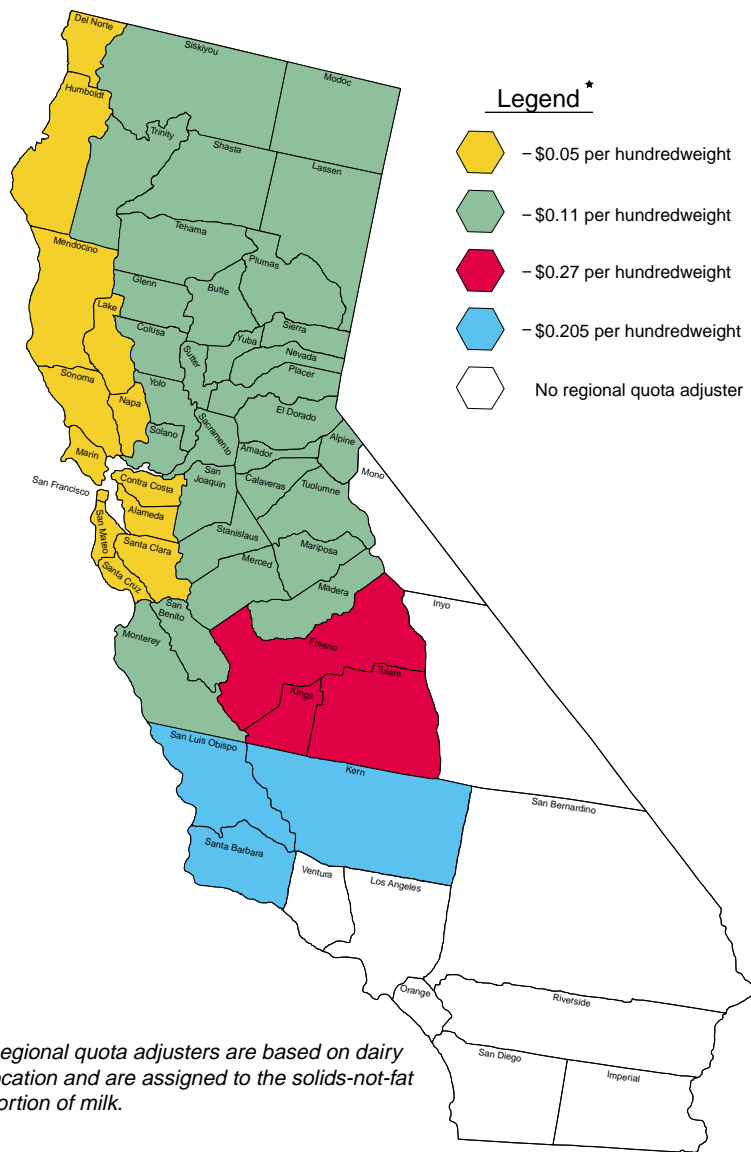 Del Norte
Siskiyou
Modoc
Humboldt
Trinity
Shasta
Lassen
Legend *
– $0.05 per hundredweight
– $0.11 per hundredweight
– $0.27 per hundredweight
– $0.205 per hundredweight
No regional quota adjuster
Tehama
Mendocino
Plumas
Glenn
Butte
Lake
Colusa
Sierra
Yuba
Sutter
Nevada
Placer
Sonoma
Yolo
Napa
El Dorado
Sacramento
Solano
Alpine
Marin
Amador
Mono
San Francisco
Contra Costa
San
Joaquin
Calaveras
Tuolumne
Alameda
San Mateo
Stanislaus
Santa Clara
Mariposa
Merced
Santa Cruz
Madera
San
Benito
Inyo
Monterey
Fresno
Tulare
Kings
San Luis Obispo
Kern
San Bernardino
Santa Barbara
Ventura
Los Angeles
Orange
Riverside
San Diego
Imperial
egional quota adjusters are based on dairy
ocation and are assigned to the solids-not-fat
ortion of milk.